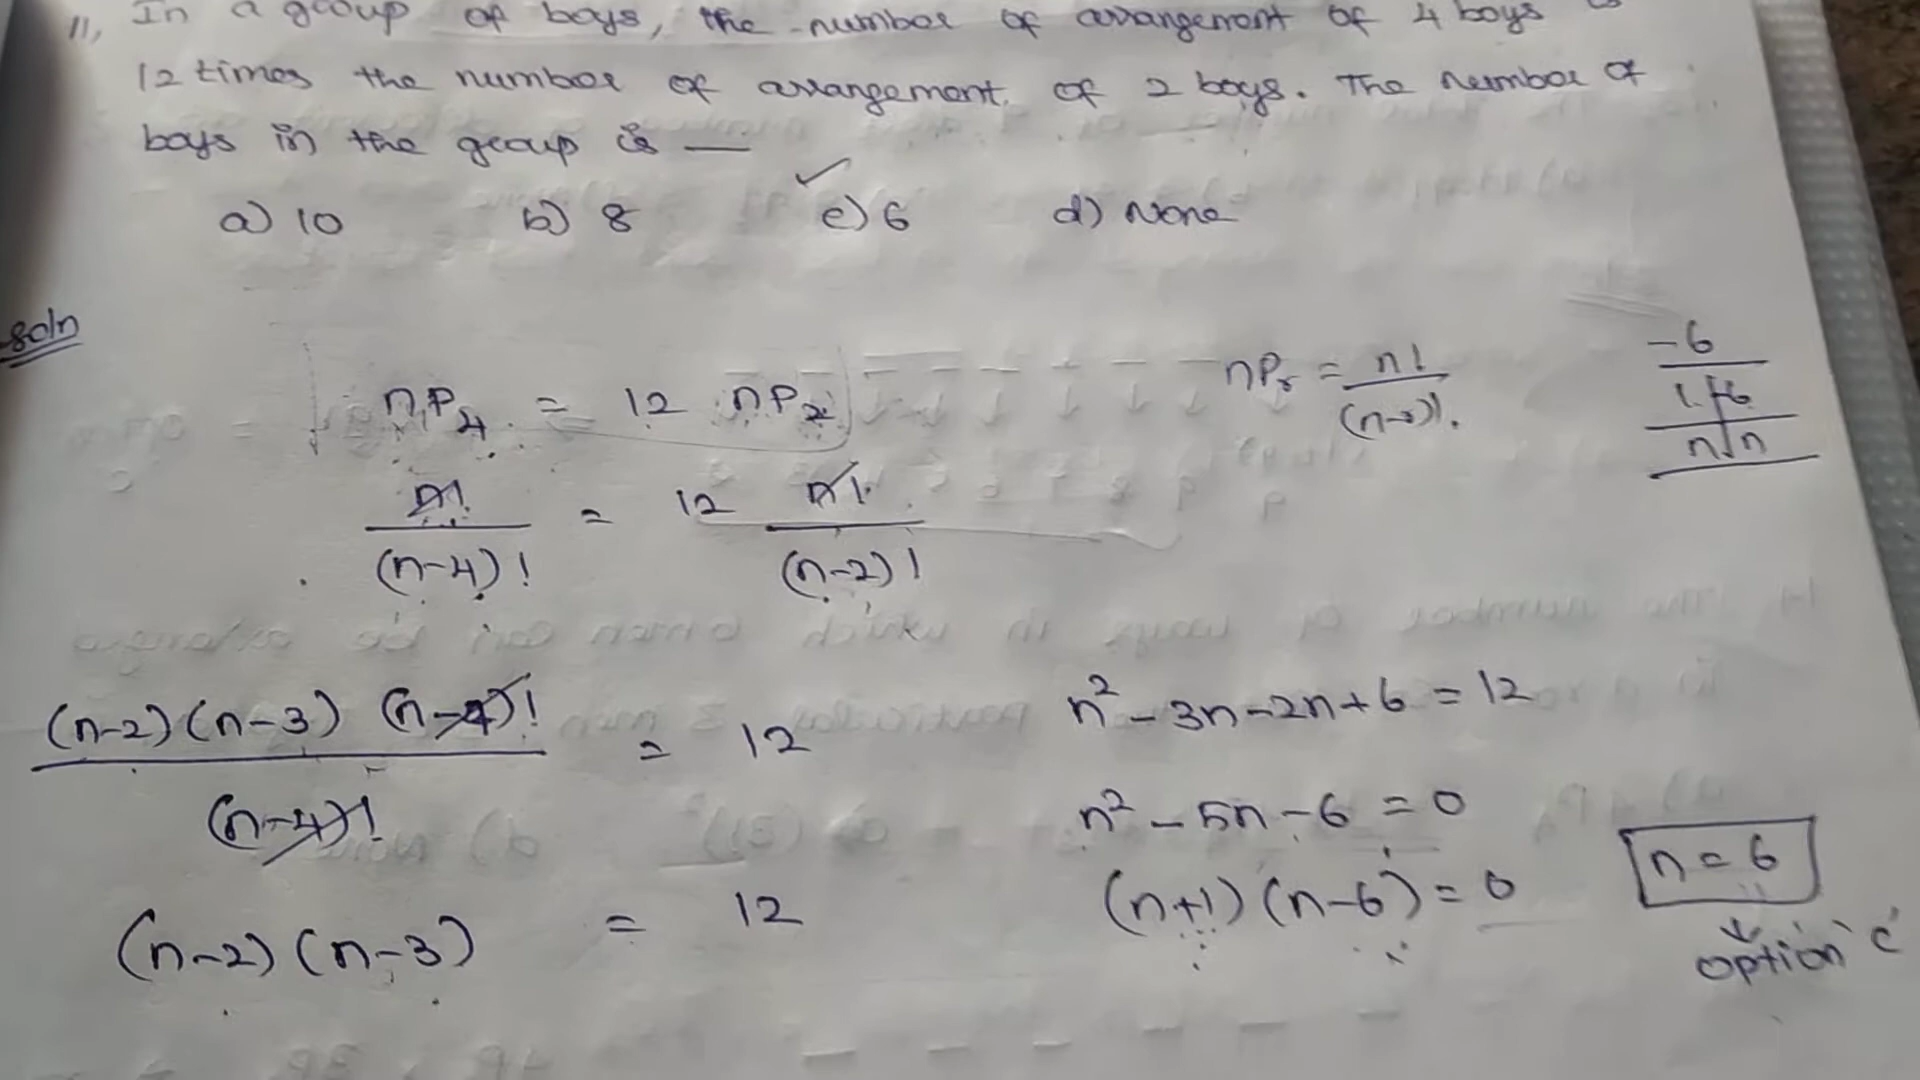 11, In a group of boys, the number of arrangement of 4 boys is
12 times the number of arrangement of 2 boys. The number of
boys in the group is —
a) 10 b) 8 c) 6 d) None
soln
nP4 = 12 nP2
nPr = n!/(n-r)!.
-6
1 | -6
n | n
n!/(n-4)! = 12 n!/(n-2)!
(n-2)(n-3)(n-4)!/(n-4)! = 12
(n-2)(n-3) = 12
n² - 3n - 2n + 6 = 12
n² - 5n - 6 = 0
(n+1)(n-6) = 0
n = 6
option 'c'